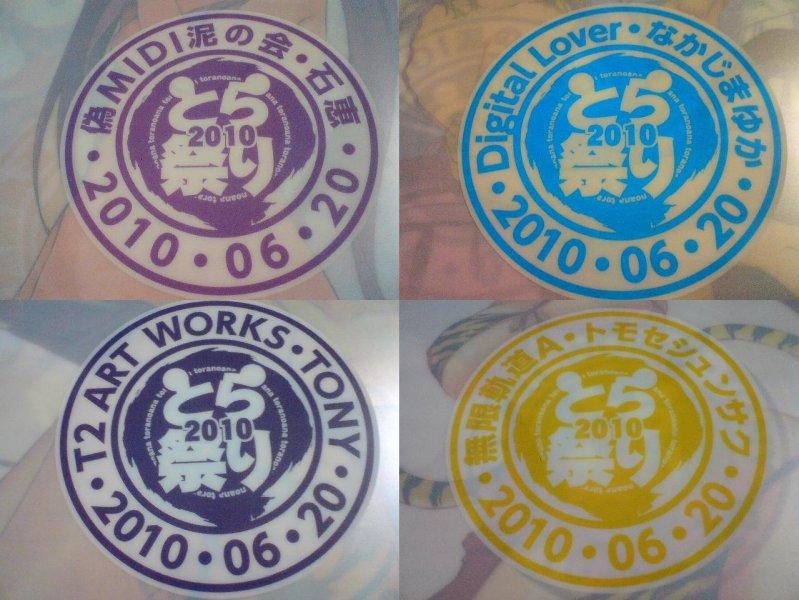 偽MIDI泥の会・石恵
とら
2010
祭り
・2010・06・20・
Digital Lover・なかじまゆか
とら
2010
祭り
・2010・06・20・
T2 ART WORKS・TONY
とら
2010
祭り
・2010・06・20・
無限軌道A・トモセシュンサク
とら
2010
祭り
・2010・06・20・